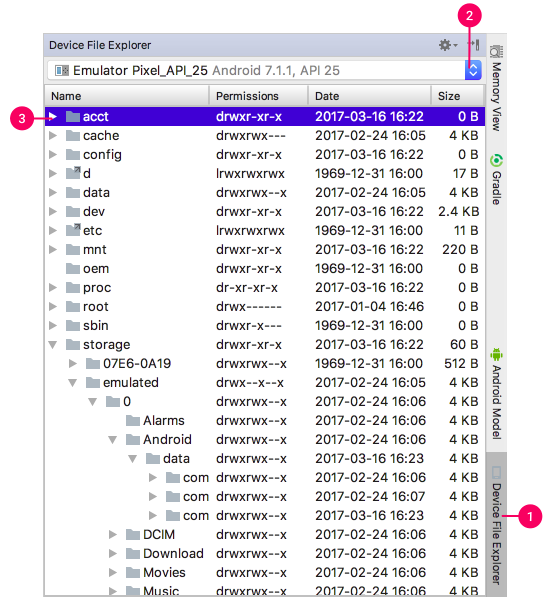 2
Device File Explorer
Emulator Pixel_API_25 Android 7.1.1, API 25
Name Permissions Date Size
3
acct drwxr-xr-x 2017-03-16 16:22 0 B
cache drwxrwx--- 2017-02-24 16:05 4 KB
config drwxr-xr-x 2017-03-16 16:22 0 B
d lrwxrwxrwx 1969-12-31 16:00 17 B
data drwxrwx--x 2017-02-24 16:05 4 KB
dev drwxr-xr-x 2017-03-16 16:22 2.4 KB
etc lrwxrwxrwx 1969-12-31 16:00 11 B
mnt drwxrwxr-x 2017-03-16 16:22 220 B
oem drwxr-xr-x 1969-12-31 16:00 0 B
proc dr-xr-xr-x 2017-03-16 16:22 0 B
root drwx------ 2017-01-04 16:46 0 B
sbin drwxr-x--- 1969-12-31 16:00 0 B
storage drwxr-xr-x 2017-03-16 16:22 60 B
07E6-0A19 drwxrwx--x 1969-12-31 16:00 512 B
emulated drwx--x--x 2017-02-24 16:05 4 KB
0 drwxrwx--x 2017-02-24 16:06 4 KB
Alarms drwxrwx--x 2017-02-24 16:06 4 KB
Android drwxrwx--x 2017-02-24 16:06 4 KB
data drwxrwx--x 2017-03-16 16:23 4 KB
com drwxrwx--x 2017-02-24 16:06 4 KB
com drwxrwx--x 2017-02-24 16:07 4 KB
com drwxrwx--x 2017-03-16 16:23 4 KB
DCIM drwxrwx--x 2017-02-24 16:06 4 KB
Download drwxrwx--x 2017-02-24 16:06 4 KB
Movies drwxrwx--x 2017-02-24 16:06 4 KB
Music drwxrwx--x 2017-02-24 16:06 4 KB
Memory View
Gradle
Android Model
Device File Explorer
1